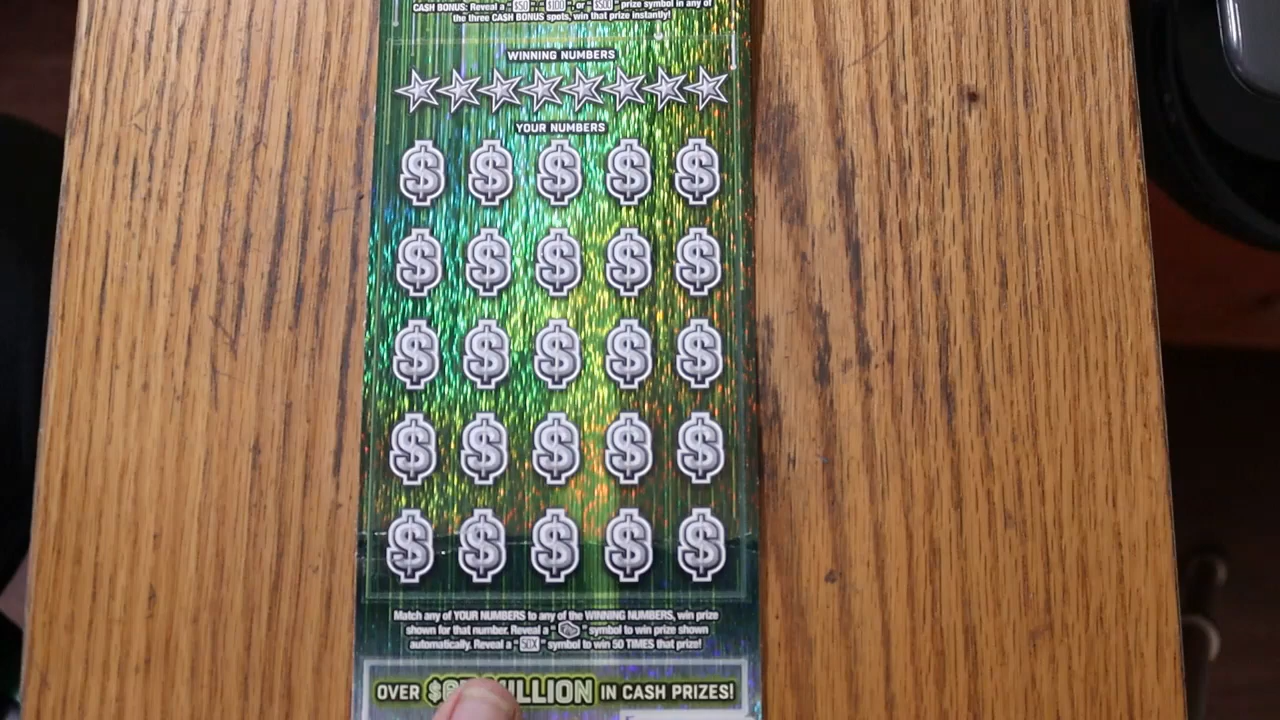 CASH BONUS: Reveal a "$50", "$100" or "$500" prize symbol in any of
the three CASH BONUS spots, win that prize instantly!
WINNING NUMBERS
YOUR NUMBERS
$ $ $ $ $
$ $ $ $ $
$ $ $ $ $
$ $ $ $ $
$ $ $ $ $
Match any of YOUR NUMBERS to any of the WINNING NUMBERS, win prize
shown for that number. Reveal a " " symbol to win prize shown
automatically. Reveal a "50X" symbol to win 50 TIMES that prize!
OVER MILLION IN CASH PRIZES!